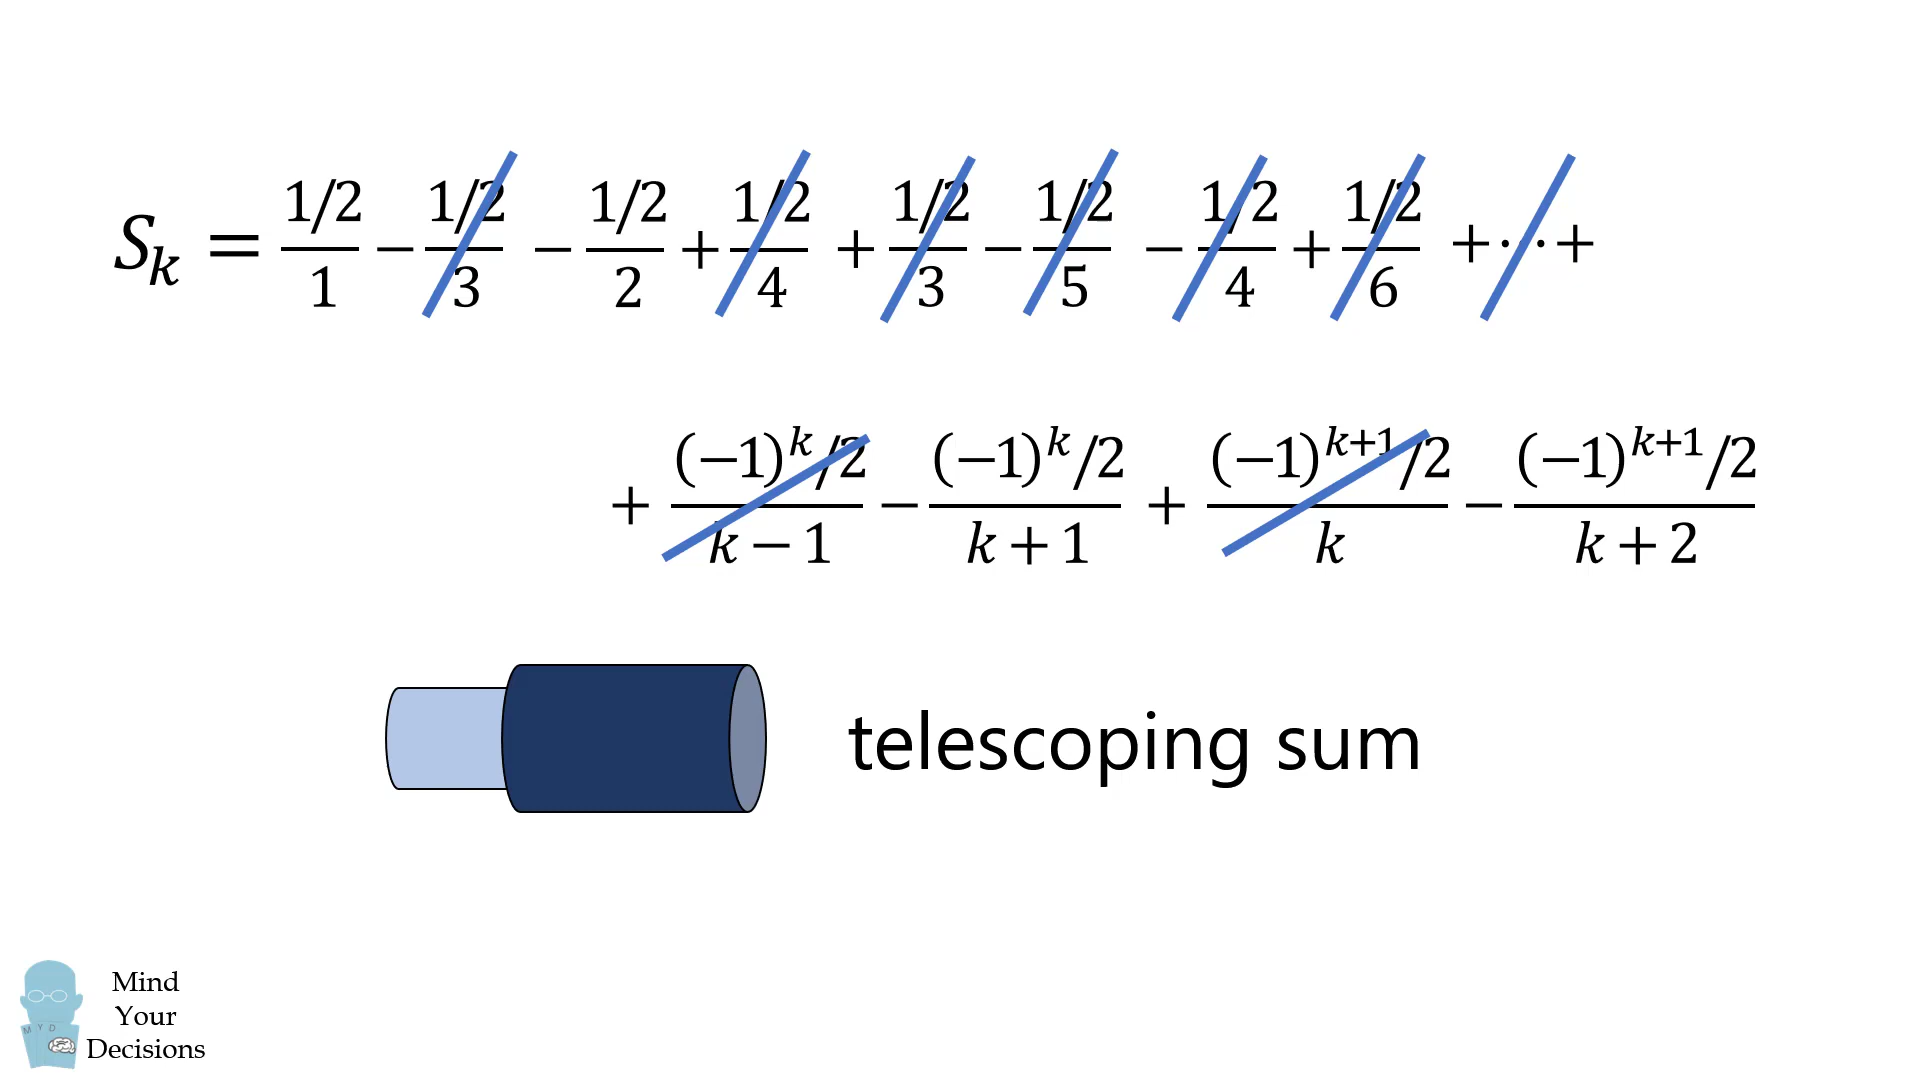 Sₖ = (1/2)/1 − (1/2)/3 − (1/2)/2 + (1/2)/4 + (1/2)/3 − (1/2)/5 − (1/2)/4 + (1/2)/6 + ⋯ +
+ ((−1)^k/2)/(k − 1) − ((−1)^k/2)/(k + 1) + ((−1)^(k+1)/2)/k − ((−1)^(k+1)/2)/(k + 2)
telescoping sum
M Y D
Mind
Your
Decisions